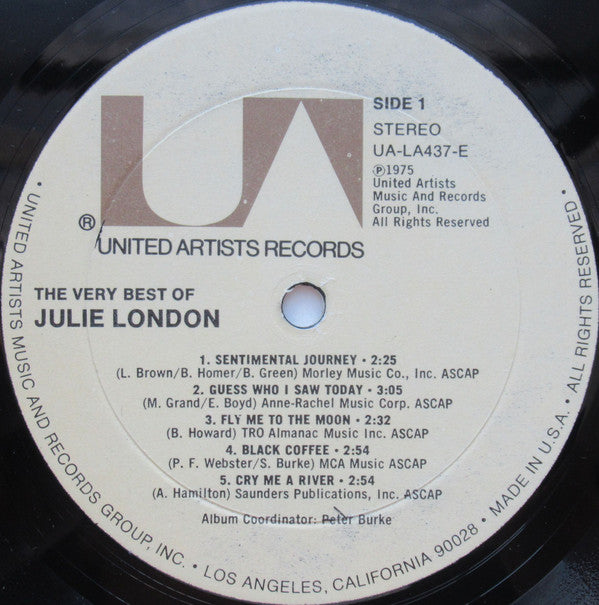 UA
®
UNITED ARTISTS RECORDS
SIDE 1
STEREO
UA-LA437-E
℗1975
United Artists
Music And Records
Group, Inc.
All Rights Reserved
THE VERY BEST OF
JULIE LONDON
1. SENTIMENTAL JOURNEY • 2:25
(L. Brown/B. Homer/B. Green) Morley Music Co., Inc. ASCAP
2. GUESS WHO I SAW TODAY • 3:05
(M. Grand/E. Boyd) Anne-Rachel Music Corp. ASCAP
3. FLY ME TO THE MOON • 2:32
(B. Howard) TRO Almanac Music Inc. ASCAP
4. BLACK COFFEE • 2:54
(P. F. Webster/S. Burke) MCA Music ASCAP
5. CRY ME A RIVER • 2:54
(A. Hamilton) Saunders Publications, Inc. ASCAP
Album Coordinator: Peter Burke
• UNITED ARTISTS MUSIC AND RECORDS GROUP, INC. • LOS ANGELES, CALIFORNIA 90028 • MADE IN U.S.A. • ALL RIGHTS RESERVED •